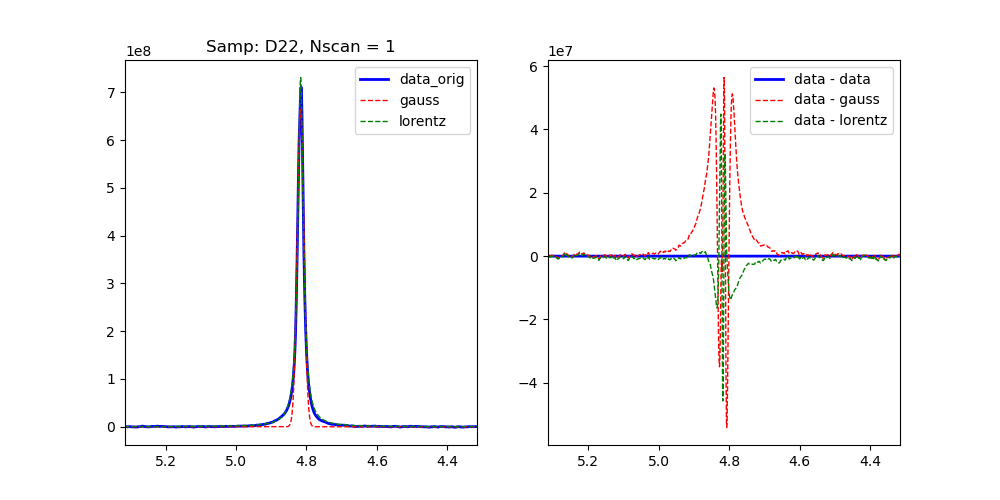 Samp: D22, Nscan = 1
1e8
7
6
5
4
3
2
1
0
5.2 5.0 4.8 4.6 4.4
data_orig
gauss
lorentz
1e7
6
4
2
0
−2
−4
5.2 5.0 4.8 4.6 4.4
data - data
data - gauss
data - lorentz